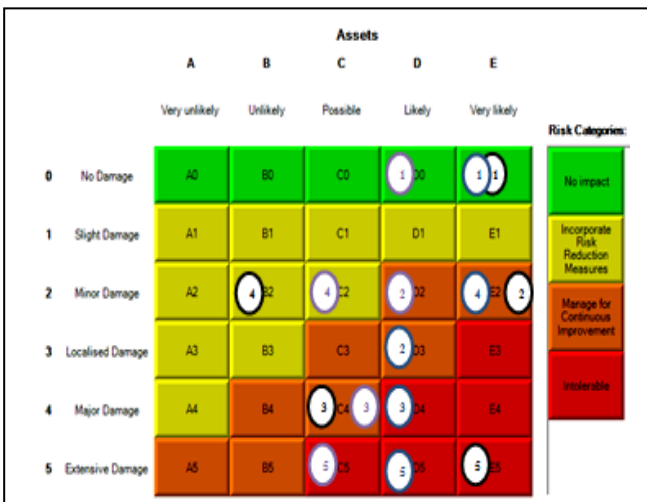 Assets
A B C D E
Very unlikely Unlikely Possible Likely Very likely
Risk Categories:
0 No Damage A0 B0 C0 1 D0 1 1
No impact
1 Slight Damage A1 B1 C1 D1 E1
Incorporate
Risk
Reduction
Measures
2 Minor Damage A2 4 B2 4 C2 2 D2 4 E2 2
Manage for
Continuous
Improvement
3 Localised Damage A3 B3 C3 2 D3 E3
Intolerable
4 Major Damage A4 B4 3 C4 3 3 D4 E4
5 Extensive Damage A5 B5 5 C5 5 D5 5 E5